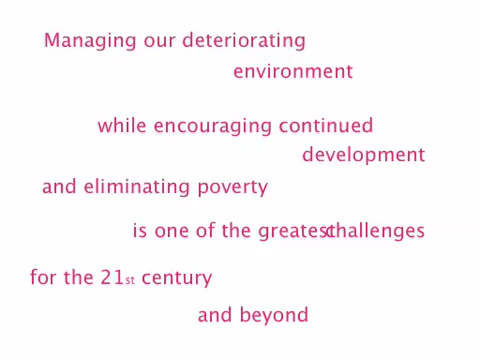 Managing our deteriorating
environment
while encouraging continued
development
and eliminating poverty
is one of the greatest challenges
for the 21st century
and beyond